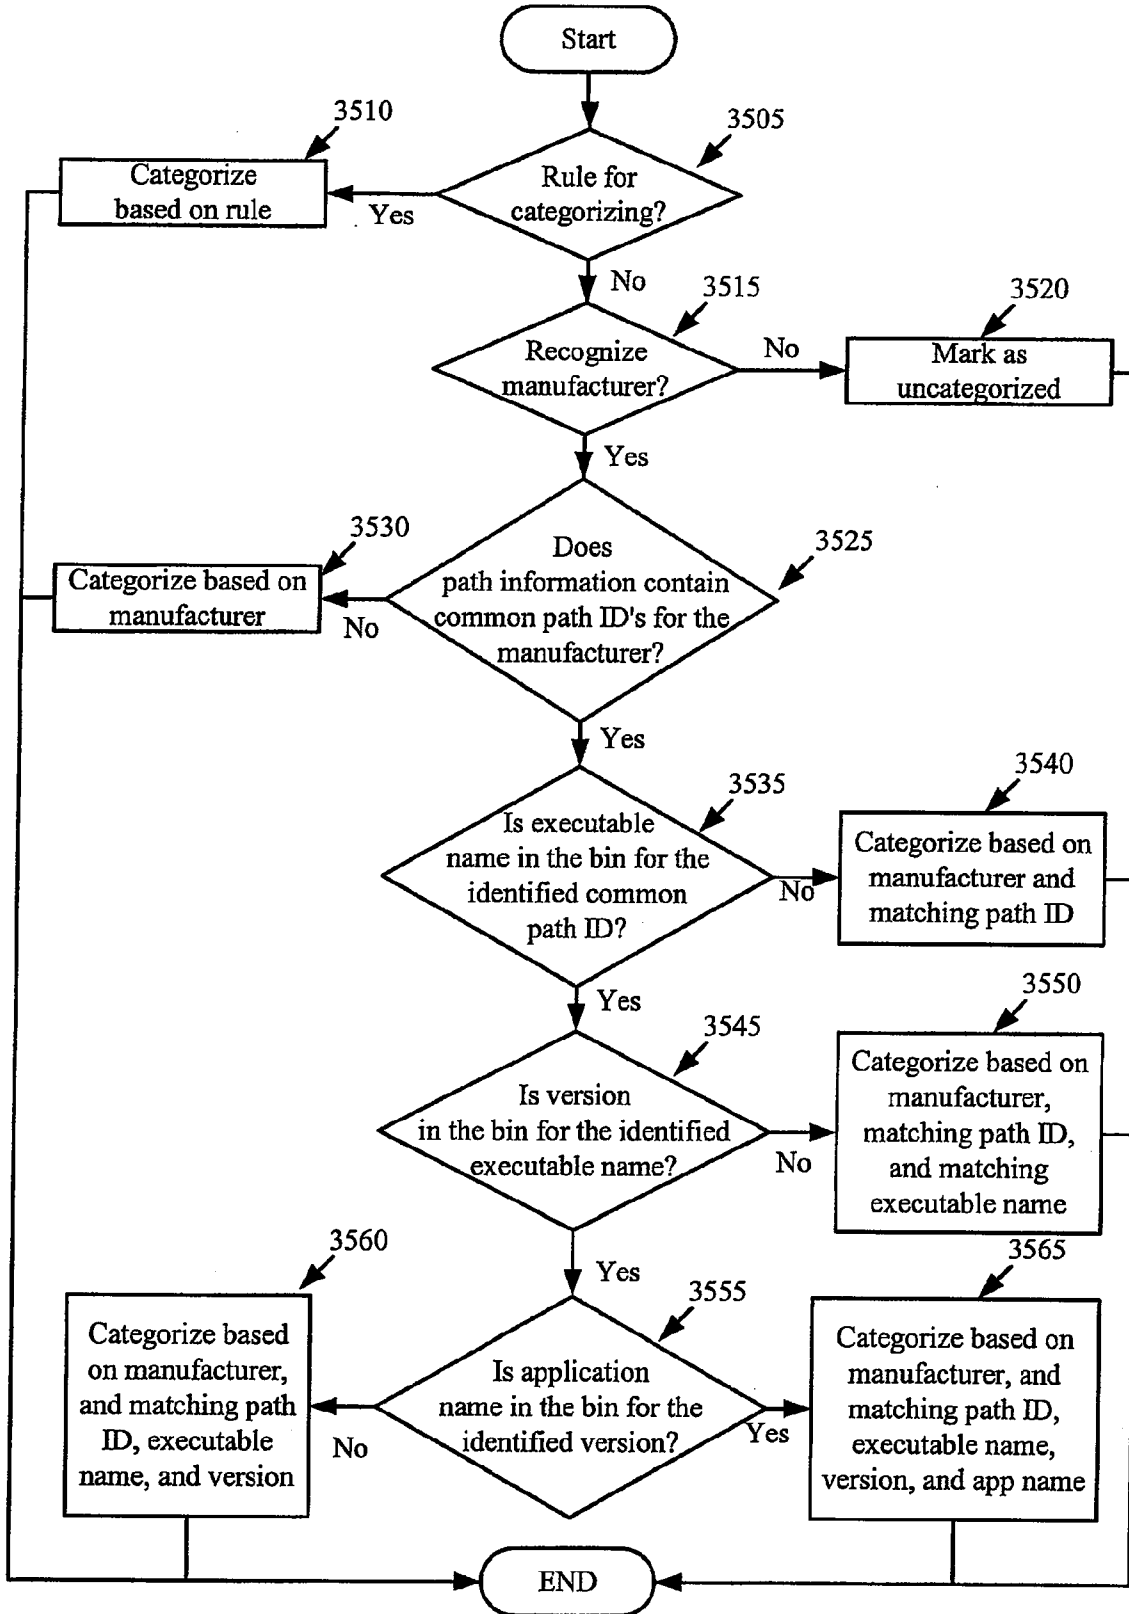 Start
3510
3505
Categorize
based on rule
Yes
Rule for
categorizing?
No
3515
3520
Recognize
manufacturer?
No
Mark as
uncategorized
Yes
3530
3525
Categorize based on
manufacturer
No
Does
path information contain
common path ID's for the
manufacturer?
Yes
3535
3540
Is executable
name in the bin for the
identified common
path ID?
No
Categorize based on
manufacturer and
matching path ID
Yes
3545
3550
Is version
in the bin for the identified
executable name?
No
Categorize based on
manufacturer,
matching path ID,
and matching
executable name
Yes
3560
3555
3565
Categorize based
on manufacturer,
and matching path
ID, executable
name, and version
No
Is application
name in the bin for the
identified version?
Yes
Categorize based on
manufacturer, and
matching path ID,
executable name,
version, and app name
END